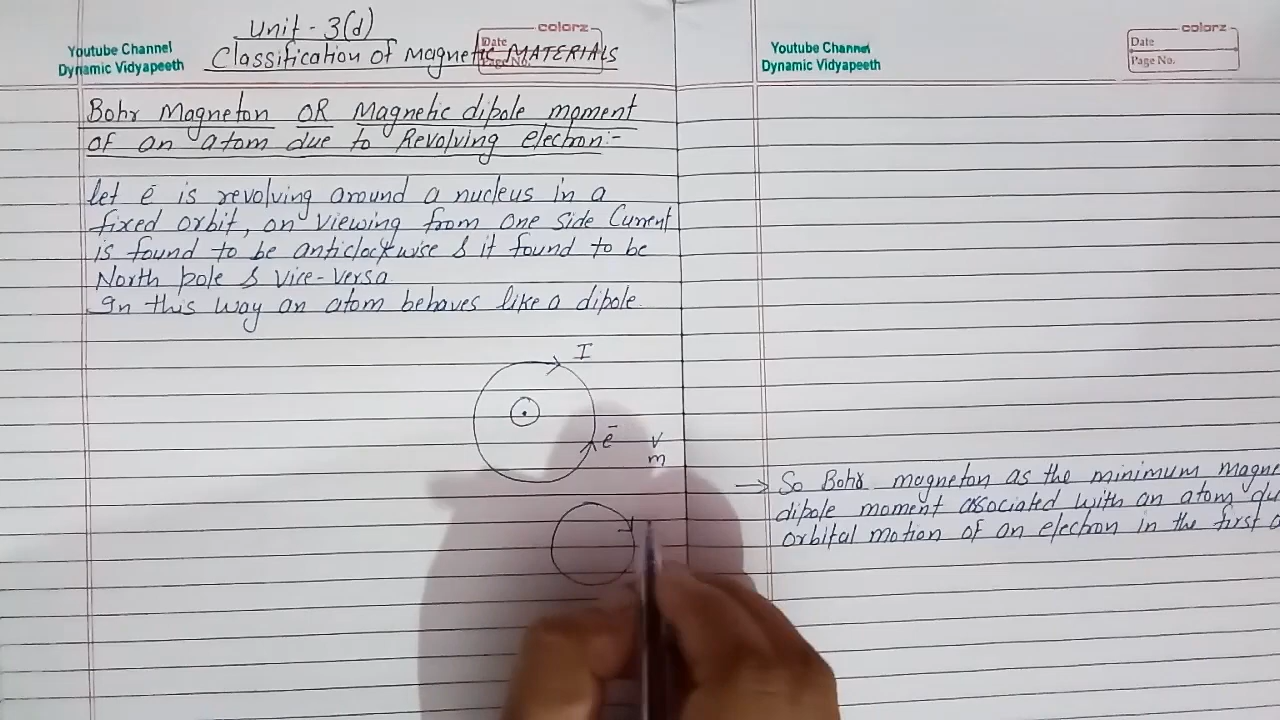 Unit - 3(d)
Classification of Magnetic MATERIALS
Youtube Channel
Dynamic Vidyapeeth
colorz
Date
Page No.
Bohr Magneton OR Magnetic dipole moment
of an atom due to Revolving electron:-
let e⁻ is revolving around a nucleus in a
fixed orbit, on viewing from one side Current
is found to be anticlockwise & it found to be
North pole & Vice-versa
In this way an atom behaves like a dipole.
I
e⁻
V
m
Youtube Channel
Dynamic Vidyapeeth
colorz
Date
Page No.
→ So Bohr magneton as the minimum magne
dipole moment associated with an atom du
orbital motion of an electron in the first o